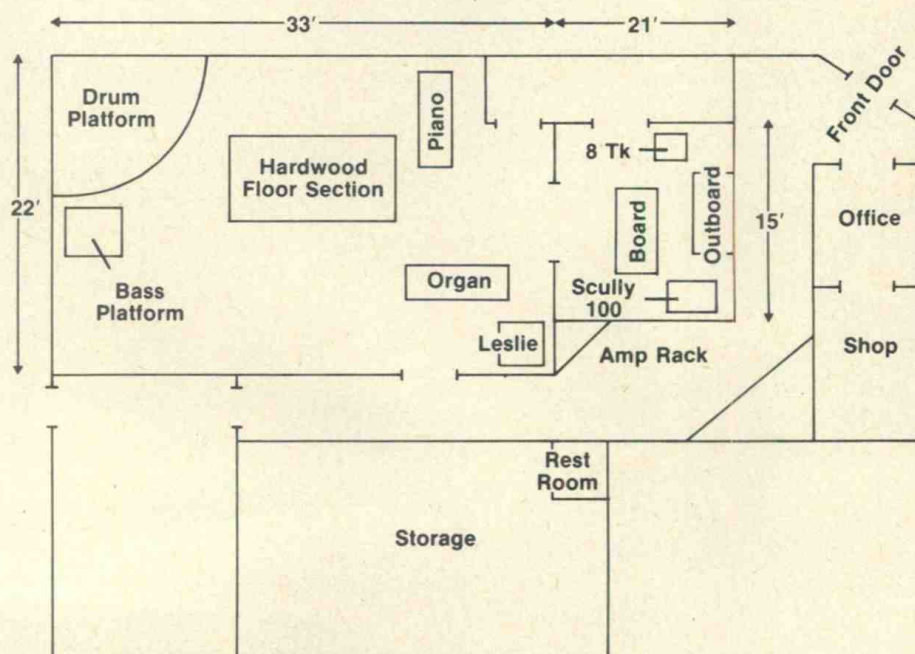 33′
21′
Drum
Platform
Piano
Front Door
8 Tk
Hardwood
Floor Section
22′
Board
Outboard
15′
Office
Organ
Bass
Platform
Scully
100
Leslie
Amp Rack
Shop
Rest
Room
Storage